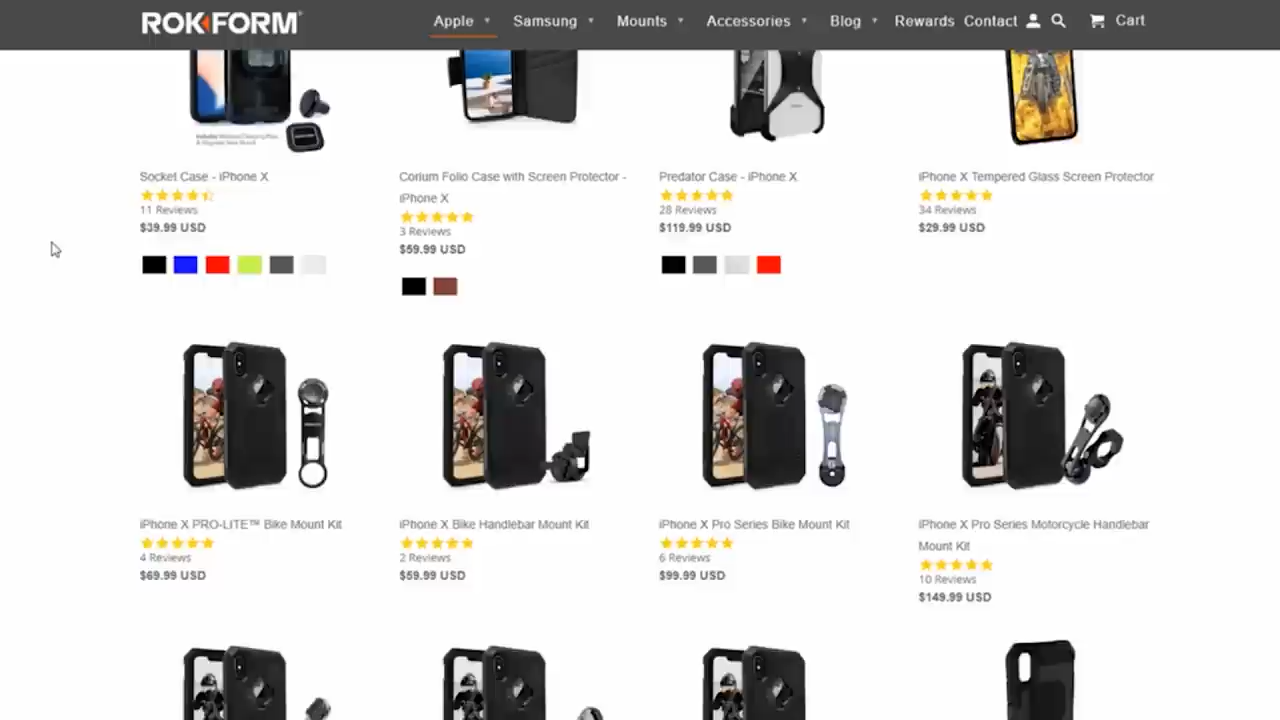 ROKFORM
Apple Samsung Mounts Accessories Blog Rewards Contact Cart
Socket Case - iPhone X
11 Reviews
$39.99 USD
Corium Folio Case with Screen Protector -
iPhone X
3 Reviews
$59.99 USD
Predator Case - iPhone X
28 Reviews
$119.99 USD
iPhone X Tempered Glass Screen Protector
34 Reviews
$29.99 USD
iPhone X PRO-LITE™ Bike Mount Kit
4 Reviews
$69.99 USD
iPhone X Bike Handlebar Mount Kit
2 Reviews
$59.99 USD
iPhone X Pro Series Bike Mount Kit
6 Reviews
$99.99 USD
iPhone X Pro Series Motorcycle Handlebar
Mount Kit
10 Reviews
$149.99 USD